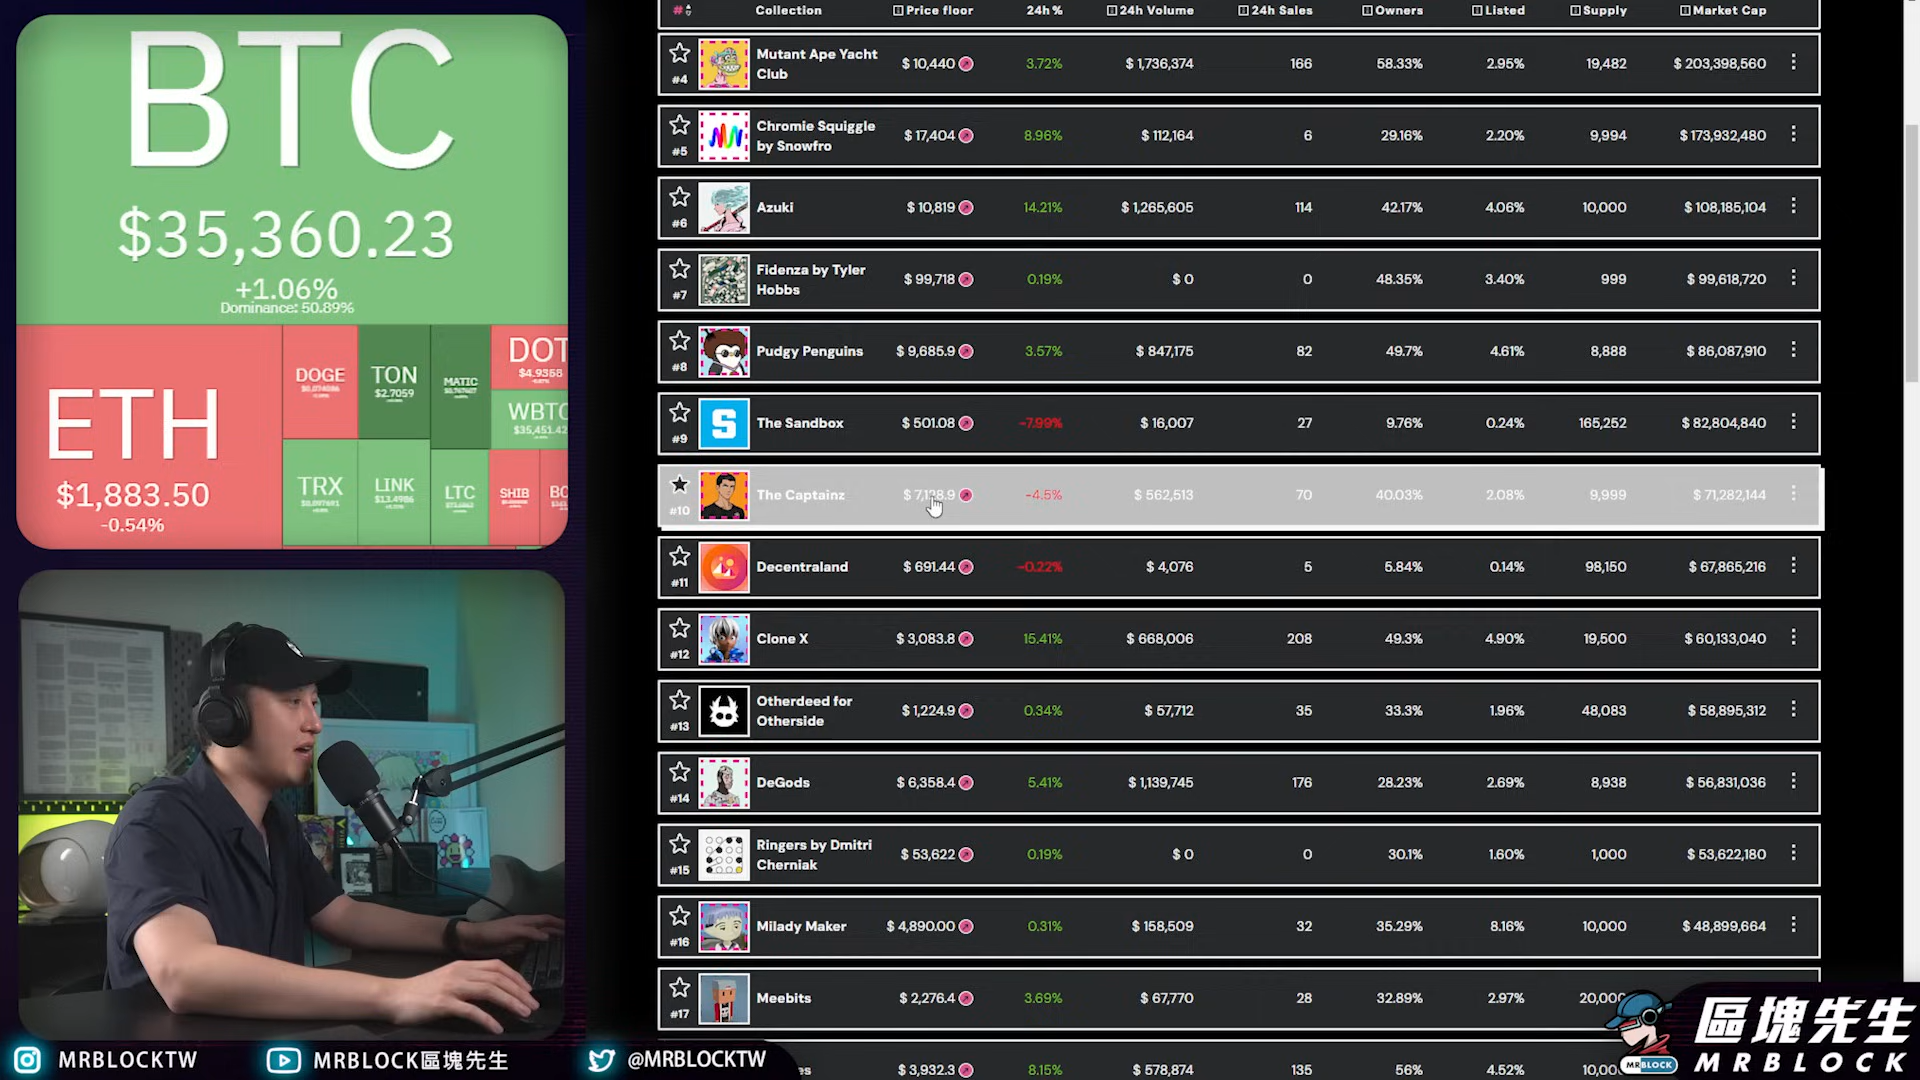 BTC
$35,360.23
+1.06%
Dominance: 50.89%
ETH
$1,883.50
-0.54%
DOGE
TON
$2.7059
MATIC
DOT
$4.9358
WBTC
$35,451.42
TRX
LINK
$13.4986
LTC
SHIB
# Collection Price floor 24h % 24h Volume 24h Sales Owners Listed Supply Market Cap
#4 Mutant Ape Yacht Club $ 10,440 3.72% $ 1,736,374 166 58.33% 2.95% 19,482 $ 203,398,560
#5 Chromie Squiggle by Snowfro $ 17,404 8.96% $ 112,164 6 29.16% 2.20% 9,994 $ 173,932,480
#6 Azuki $ 10,819 14.21% $ 1,265,605 114 42.17% 4.06% 10,000 $ 108,185,104
#7 Fidenza by Tyler Hobbs $ 99,718 0.19% $ 0 0 48.35% 3.40% 999 $ 99,618,720
#8 Pudgy Penguins $ 9,685.9 3.57% $ 847,175 82 49.7% 4.61% 8,888 $ 86,087,910
#9 The Sandbox $ 501.08 -7.99% $ 16,007 27 9.76% 0.24% 165,252 $ 82,804,840
#10 The Captainz -4.5% $ 562,513 70 40.03% 2.08% 9,999 $ 71,282,144
#11 Decentraland $ 691.44 -0.22% $ 4,076 5 5.84% 0.14% 98,150 $ 67,865,216
#12 Clone X $ 3,083.8 15.41% $ 668,006 208 49.3% 4.90% 19,500 $ 60,133,040
#13 Otherdeed for Otherside $ 1,224.9 0.34% $ 57,712 35 33.3% 1.96% 48,083 $ 58,895,312
#14 DeGods $ 6,358.4 5.41% $ 1,139,745 176 28.23% 2.69% 8,938 $ 56,831,036
#15 Ringers by Dmitri Cherniak $ 53,622 0.19% $ 0 0 30.1% 1.60% 1,000 $ 53,622,180
#16 Milady Maker $ 4,890.00 0.31% $ 158,509 32 35.29% 8.16% 10,000 $ 48,899,664
#17 Meebits $ 2,276.4 3.69% $ 67,770 28 32.89% 2.97% 20,000
es $ 3,932.3 8.15% $ 578,874 135 56% 4.52%
MRBLOCKTW
MRBLOCK區塊先生
@MRBLOCKTW
MRBLOCK
區塊先生
MRBLOCK